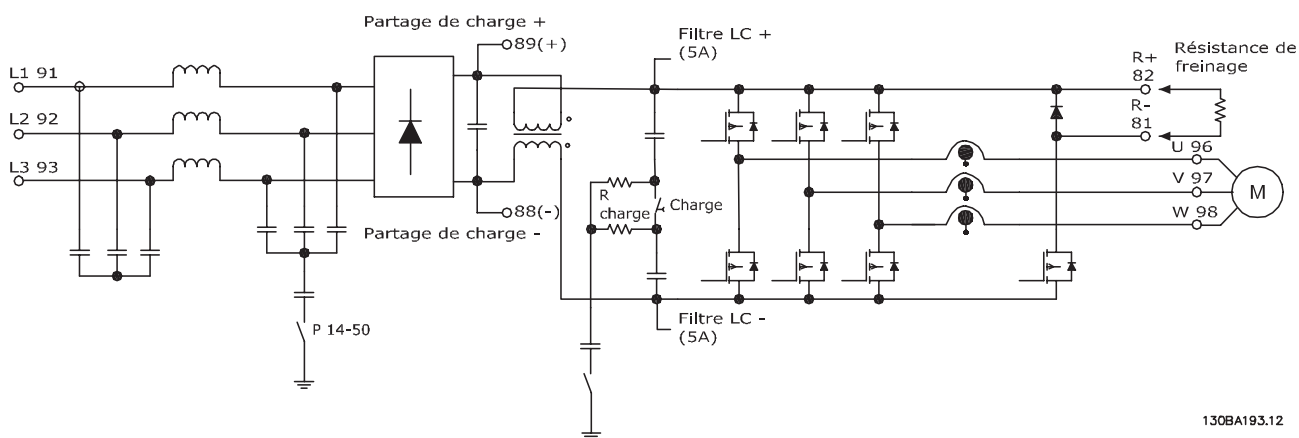 Partage de charge +
89(+)
Filtre LC +
(5A)
L1 91
L2 92
L3 93
R+
82
R-
81
Résistance de
freinage
U 96
V 97
W 98
M
R
charge
Charge
88(-)
Partage de charge -
P 14-50
Filtre LC -
(5A)
130BA193.12